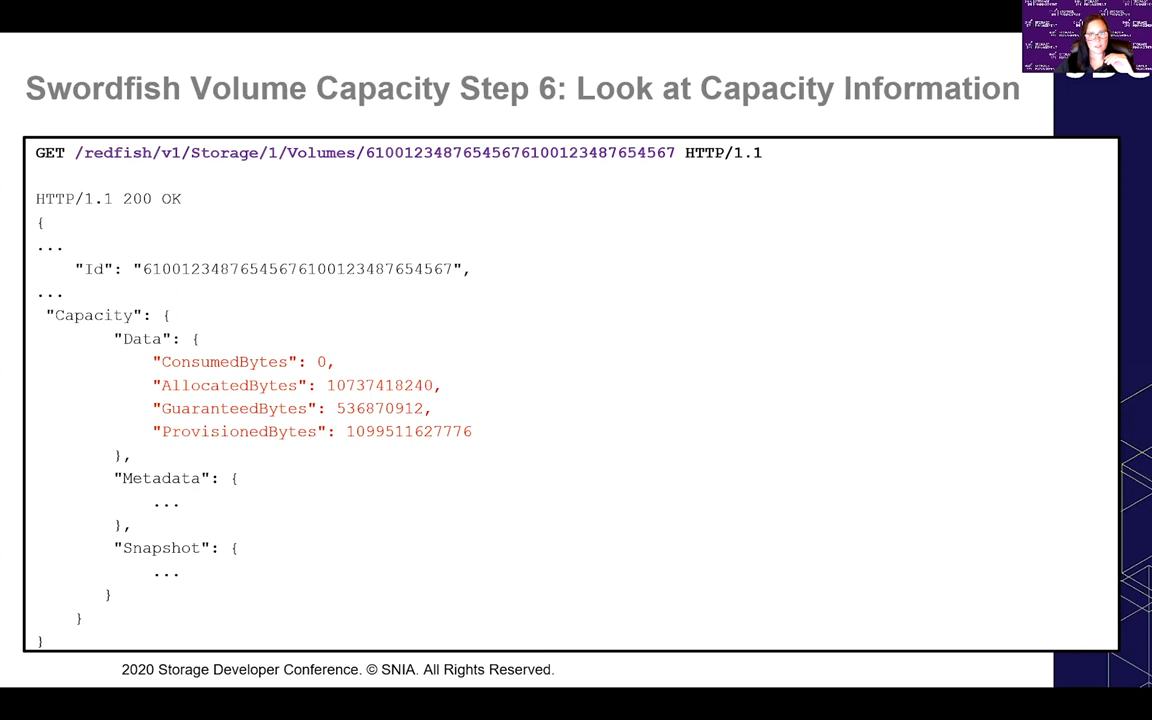 Swordfish Volume Capacity Step 6: Look at Capacity Information
GET /redfish/v1/Storage/1/Volumes/61001234876545676100123487654567 HTTP/1.1
HTTP/1.1 200 OK
{
...
"Id": "61001234876545676100123487654567",
...
"Capacity": {
"Data": {
"ConsumedBytes": 0,
"AllocatedBytes": 10737418240,
"GuaranteedBytes": 536870912,
"ProvisionedBytes": 1099511627776
},
"Metadata": {
...
},
"Snapshot": {
...
}
}
}
2020 Storage Developer Conference. © SNIA. All Rights Reserved.